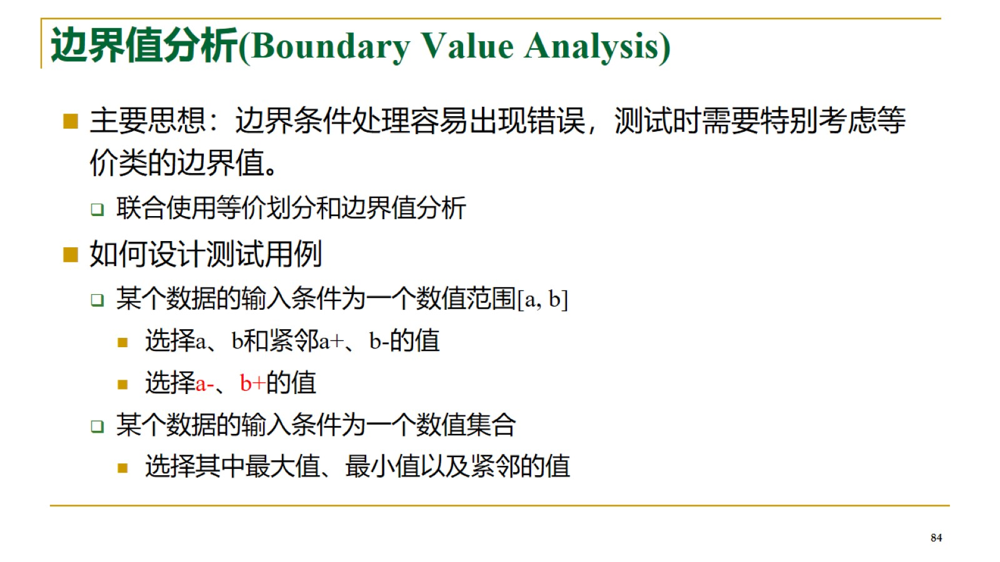 边界值分析(Boundary Value Analysis)
主要思想：边界条件处理容易出现错误，测试时需要特别考虑等
价类的边界值。
联合使用等价划分和边界值分析
如何设计测试用例
某个数据的输入条件为一个数值范围[a, b]
选择a、b和紧邻a+、b-的值
选择a-、b+的值
某个数据的输入条件为一个数值集合
选择其中最大值、最小值以及紧邻的值
84